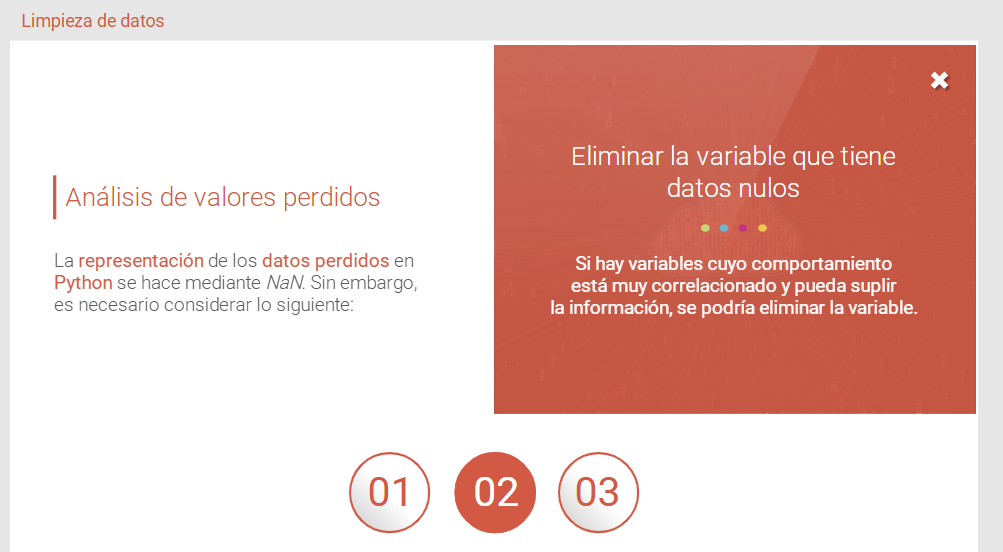 Limpieza de datos
Análisis de valores perdidos
La representación de los datos perdidos en
Python se hace mediante NaN. Sin embargo,
es necesario considerar lo siguiente:
Eliminar la variable que tiene
datos nulos
Si hay variables cuyo comportamiento
está muy correlacionado y pueda suplir
la información, se podría eliminar la variable.
01
02
03